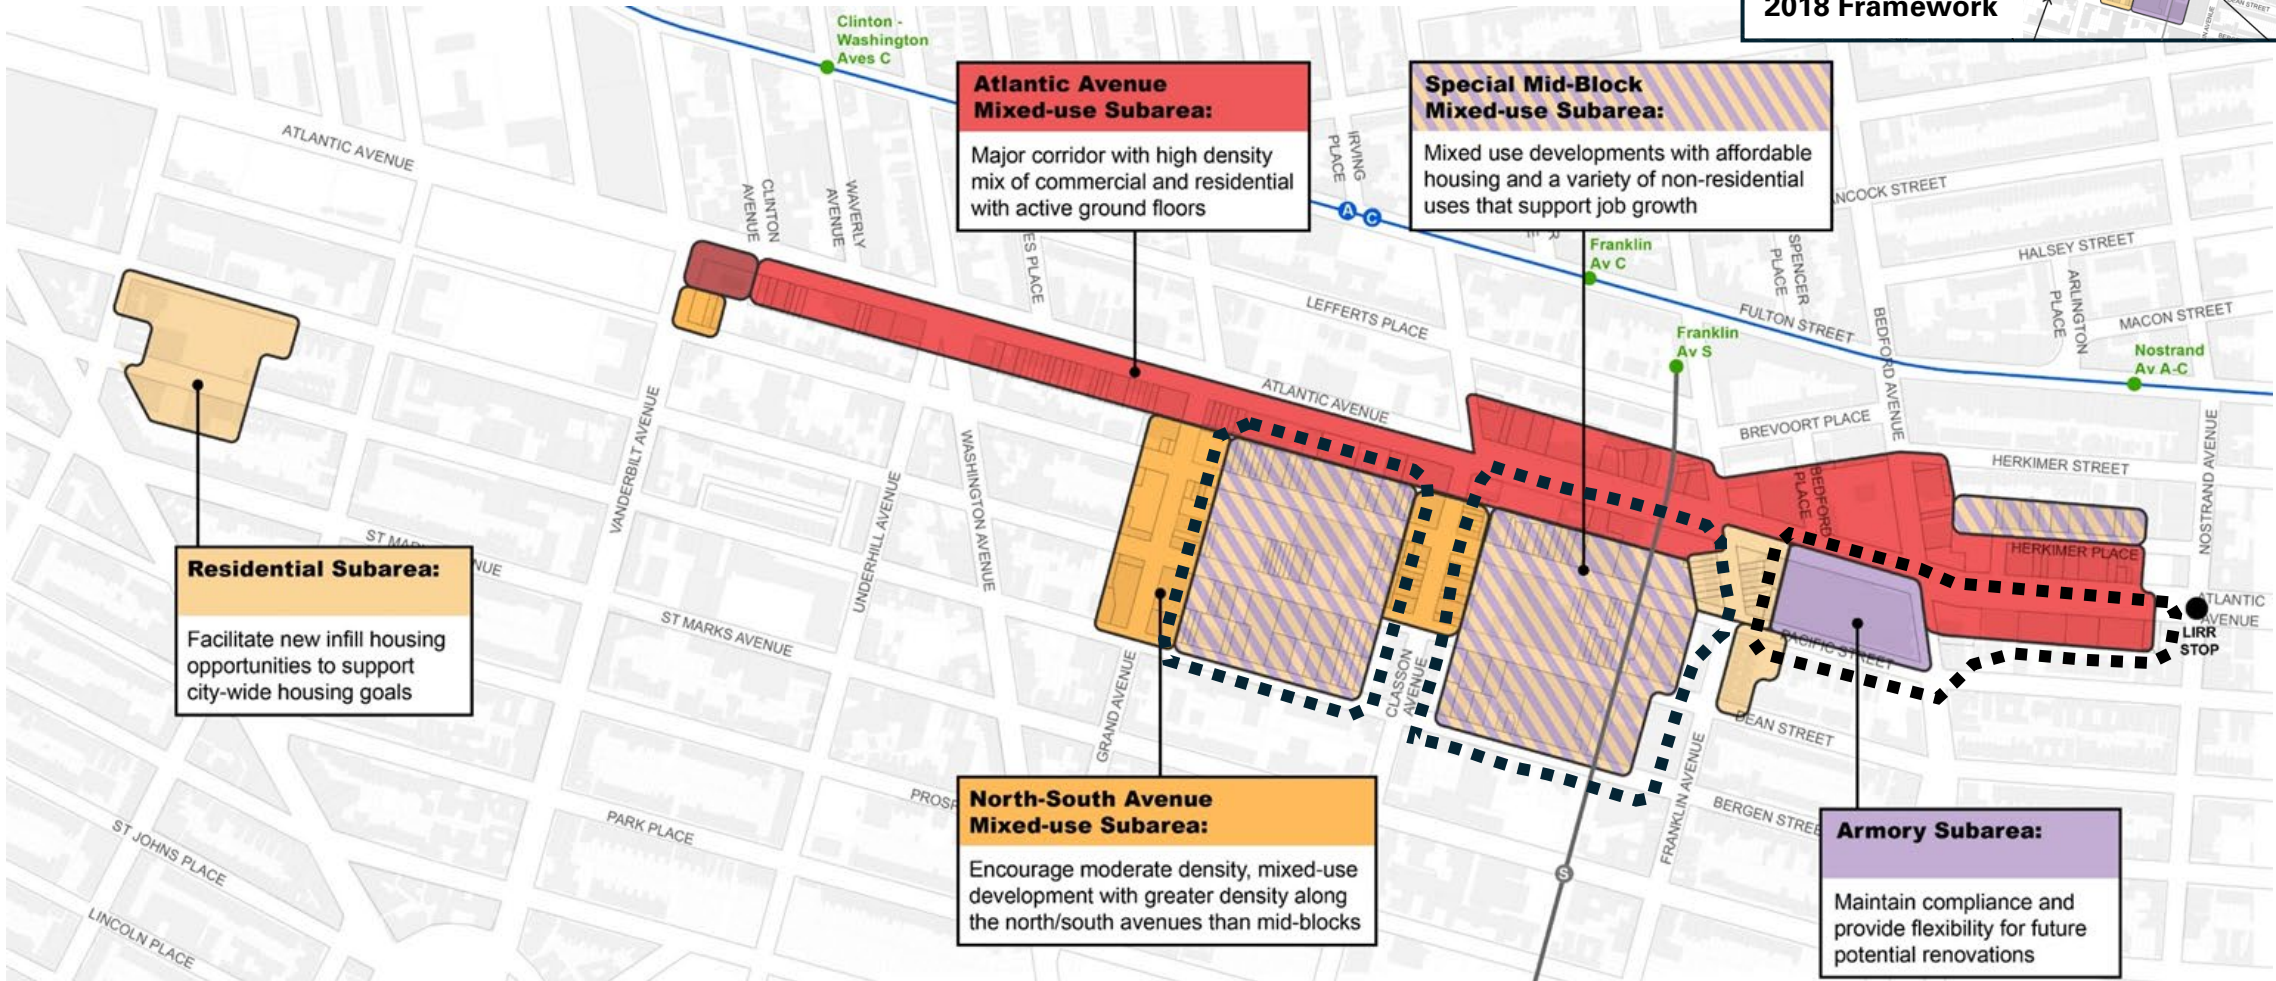 2018 Framework
Clinton -
Washington
Aves C
Atlantic Avenue
Mixed-use Subarea:
Major corridor with high density
mix of commercial and residential
with active ground floors
Special Mid-Block
Mixed-use Subarea:
Mixed use developments with affordable
housing and a variety of non-residential
uses that support job growth
ATLANTIC AVENUE
CLINTON
AVENUE
WAVERLY
AVENUE
IRVING
PLACE
A C
Franklin
Av C
SPENCER
PLACE
HALSEY STREET
ARLINGTON
PLACE
MACON STREET
LEFFERTS PLACE
FULTON STREET
BEDFORD AVENUE
Franklin
Av S
Nostrand
Av A-C
ATLANTIC AVENUE
BREVOORT PLACE
BEDFORD
PLACE
HERKIMER STREET
NOSTRAND AVENUE
HERKIMER PLACE
VANDERBILT AVENUE
UNDERHILL AVENUE
WASHINGTON AVENUE
Residential Subarea:
Facilitate new infill housing
opportunities to support
city-wide housing goals
ST MARKS AVENUE
ATLANTIC
AVENUE
LIRR
STOP
PACIFIC STREET
GRAND AVENUE
CLASSON
AVENUE
DEAN STREET
FRANKLIN AVENUE
BERGEN STREE
North-South Avenue
Mixed-use Subarea:
Encourage moderate density, mixed-use
development with greater density along
the north/south avenues than mid-blocks
PARK PLACE
ST JOHNS PLACE
LINCOLN PLACE
S
Armory Subarea:
Maintain compliance and
provide flexibility for future
potential renovations